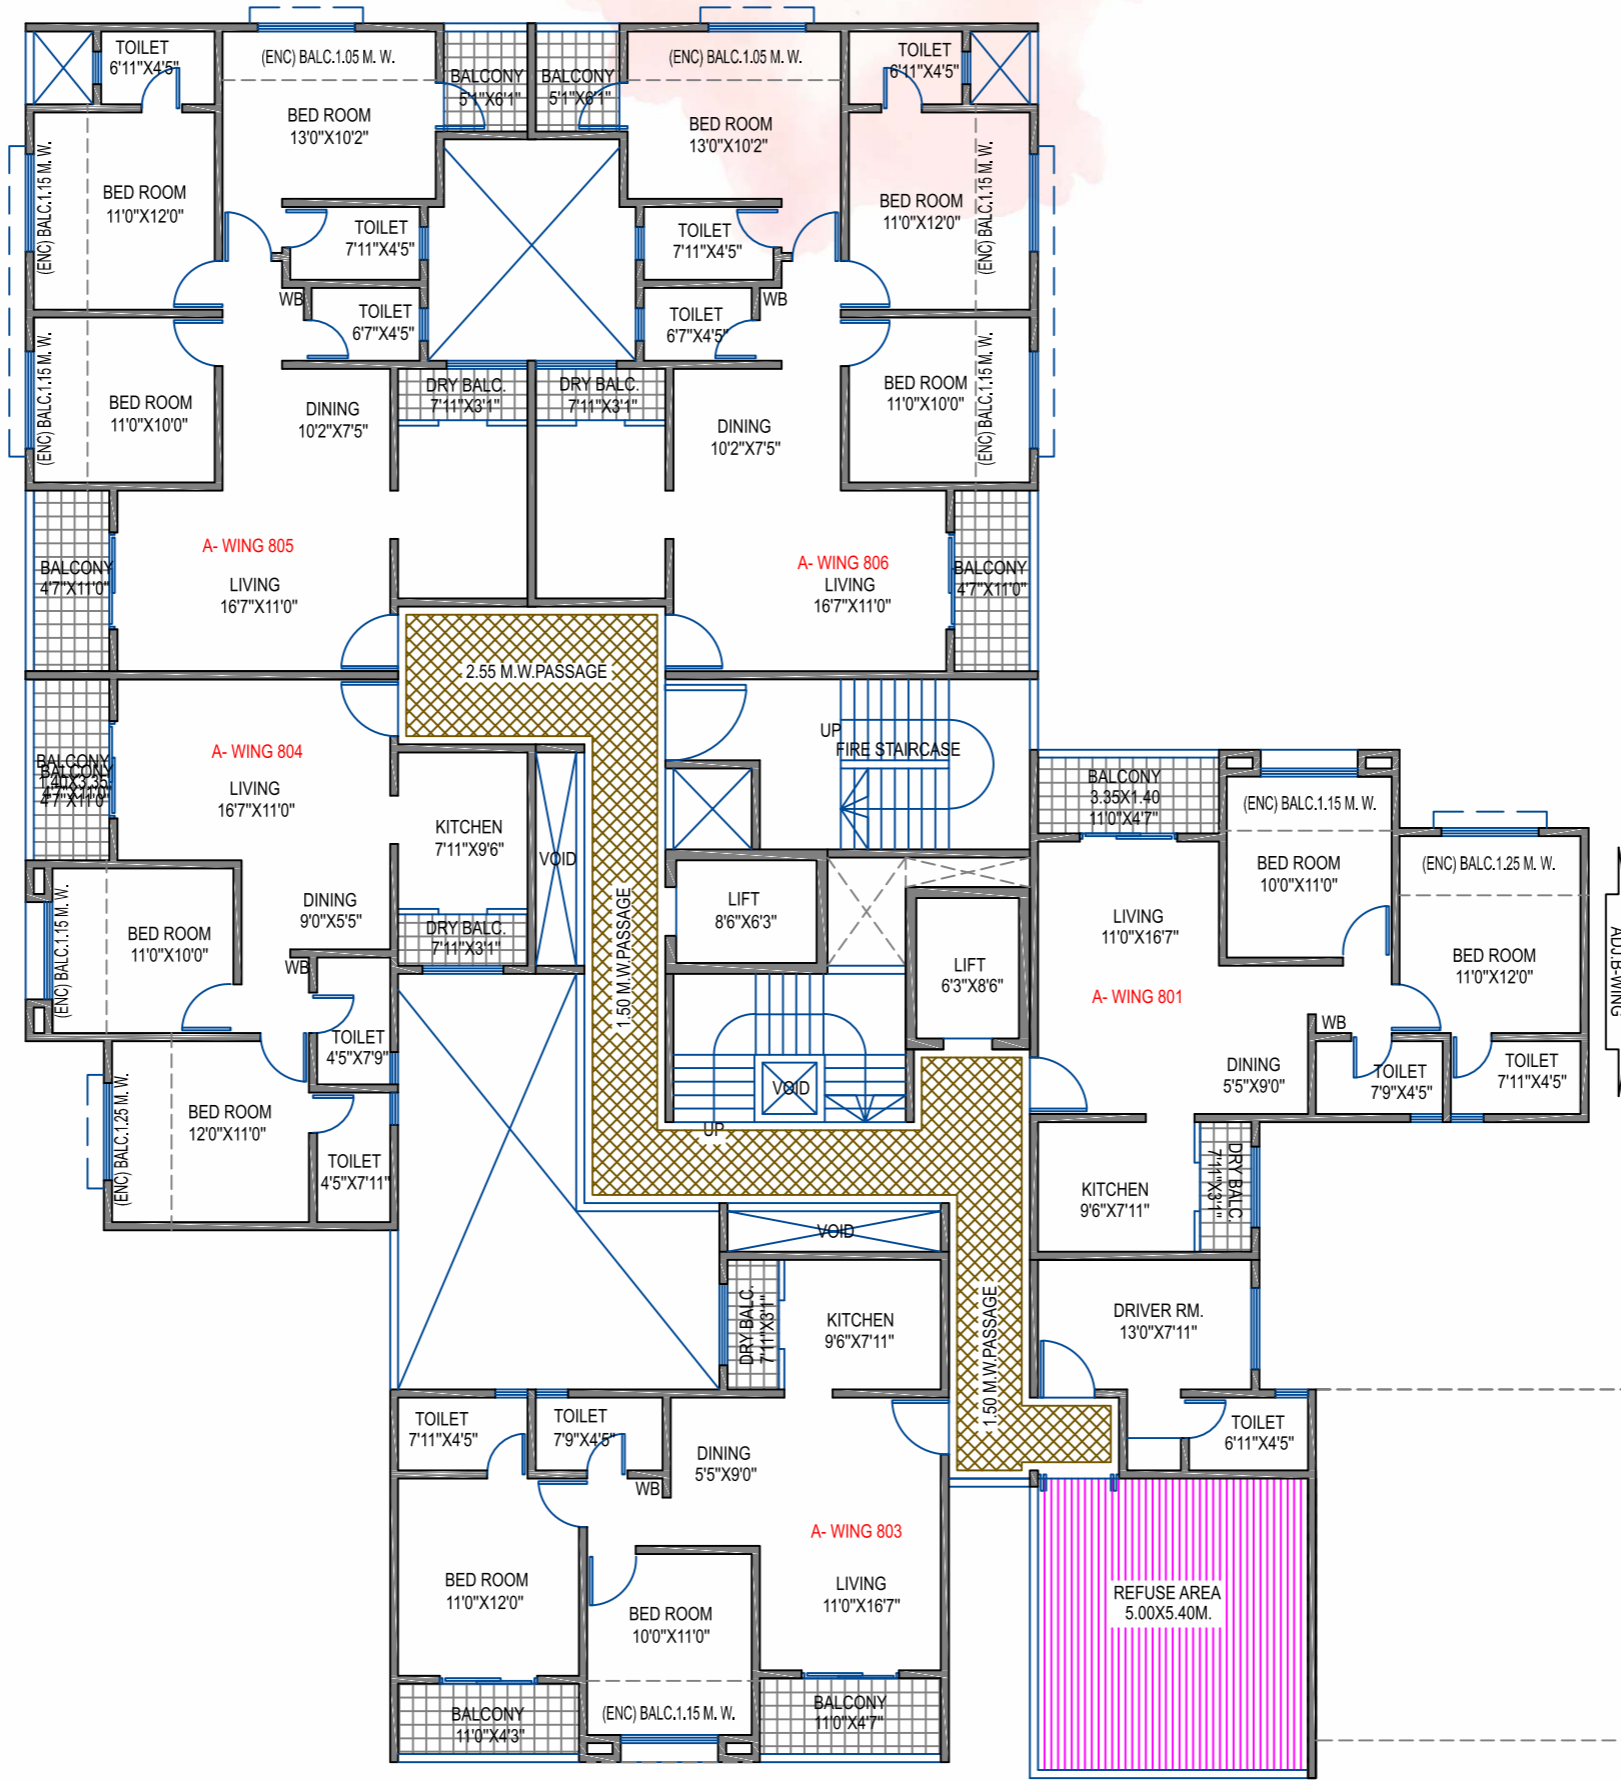 TOILET
6'11"X4'5"
(ENC) BALC.1.05 M. W.
BED ROOM
13'0"X10'2"
BALCONY
5'1"X6'1"
BALCONY
5'1"X6'1"
(ENC) BALC.1.05 M. W.
BED ROOM
13'0"X10'2"
TOILET
6'11"X4'5"
(ENC) BALC.1.15 M. W.
BED ROOM
11'0"X12'0"
TOILET
7'11"X4'5"
TOILET
7'11"X4'5"
BED ROOM
11'0"X12'0"
(ENC) BALC.1.15 M. W.
WB
TOILET
6'7"X4'5"
TOILET
6'7"X4'5"
WB
(ENC) BALC.1.15 M. W.
BED ROOM
11'0"X10'0"
DINING
10'2"X7'5"
DRY BALC.
7'11"X3'1"
DRY BALC.
7'11"X3'1"
DINING
10'2"X7'5"
BED ROOM
11'0"X10'0"
(ENC) BALC.1.15 M. W.
BALCONY
4'7"X11'0"
A- WING 805
LIVING
16'7"X11'0"
A- WING 806
LIVING
16'7"X11'0"
BALCONY
4'7"X11'0"
2.55 M.W.PASSAGE
BALCONY
BALCONY
1.40X3.35
4'7"X11'0"
A- WING 804
LIVING
16'7"X11'0"
UP
FIRE STAIRCASE
KITCHEN
7'11"X9'6"
VOID
BALCONY
3.35X1.40
11'0"X4'7"
(ENC) BALC.1.15 M. W.
BED ROOM
10'0"X11'0"
(ENC) BALC.1.25 M. W.
(ENC) BALC.1.15 M. W.
BED ROOM
11'0"X10'0"
DINING
9'0"X5'5"
DRY BALC.
7'11"X3'1"
1.50 M.W.PASSAGE
LIFT
8'6"X6'3"
LIFT
6'3"X8'6"
LIVING
11'0"X16'7"
A- WING 801
BED ROOM
11'0"X12'0"
ADJ.B-WING
WB
TOILET
4'5"X7'9"
WB
DINING
5'5"X9'0"
TOILET
7'9"X4'5"
TOILET
7'11"X4'5"
VOID
UP
(ENC) BALC.1.25 M. W.
BED ROOM
12'0"X11'0"
TOILET
4'5"X7'11"
KITCHEN
9'6"X7'11"
DRY BALC.
7'11"X3'1"
VOID
DRY BALC.
7'11"X3'1"
KITCHEN
9'6"X7'11"
1.50 M.W.PASSAGE
DRIVER RM.
13'0"X7'11"
TOILET
7'11"X4'5"
TOILET
7'9"X4'5"
DINING
5'5"X9'0"
TOILET
6'11"X4'5"
WB
A- WING 803
BED ROOM
11'0"X12'0"
BED ROOM
10'0"X11'0"
LIVING
11'0"X16'7"
REFUSE AREA
5.00X5.40M.
BALCONY
11'0"X4'3"
(ENC) BALC.1.15 M. W.
BALCONY
11'0"X4'7"